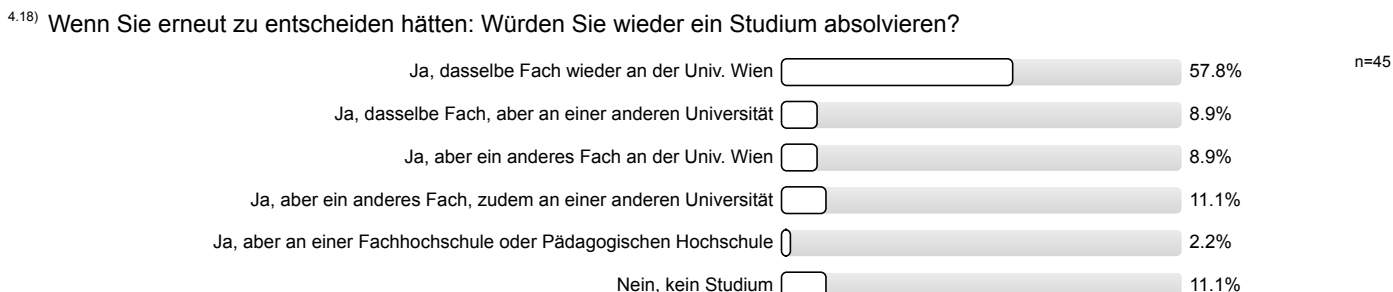 4.18) Wenn Sie erneut zu entscheiden hätten: Würden Sie wieder ein Studium absolvieren?
Ja, dasselbe Fach wieder an der Univ. Wien 57.8% n=45
Ja, dasselbe Fach, aber an einer anderen Universität 8.9%
Ja, aber ein anderes Fach an der Univ. Wien 8.9%
Ja, aber ein anderes Fach, zudem an einer anderen Universität 11.1%
Ja, aber an einer Fachhochschule oder Pädagogischen Hochschule 2.2%
Nein, kein Studium 11.1%